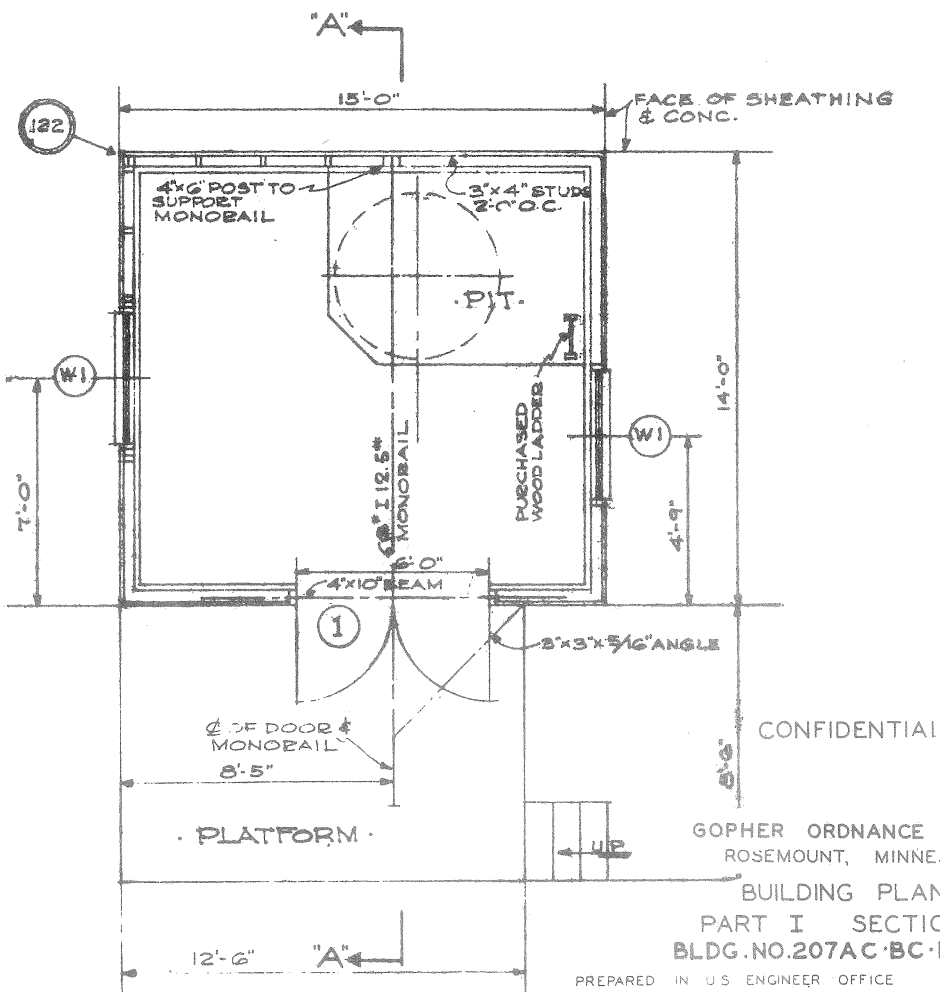 "A"
15'-0"
FACE OF SHEATHING
& CONC.
122
4"x6" POST TO
SUPPORT
MONORAIL
3"x4" STUDS
2'-0" O.C.
·PIT·
W1
W1
14'-0"
PURCHASED
WOOD LADDER
I 12.5#
MONORAIL
7'-0"
4'-9"
6'-0"
4"x10" BEAM
1
3"x3"x5/16" ANGLE
℄ OF DOOR &
MONORAIL
8'-5"
CONFIDENTIAL
8'-6"
· PLATFORM ·
UP
GOPHER ORDNANCE
ROSEMOUNT, MINNE
BUILDING PLAN
PART I SECTIO
BLDG. NO. 207AC·BC·
12'-6"
"A"
PREPARED IN U S ENGINEER OFFICE